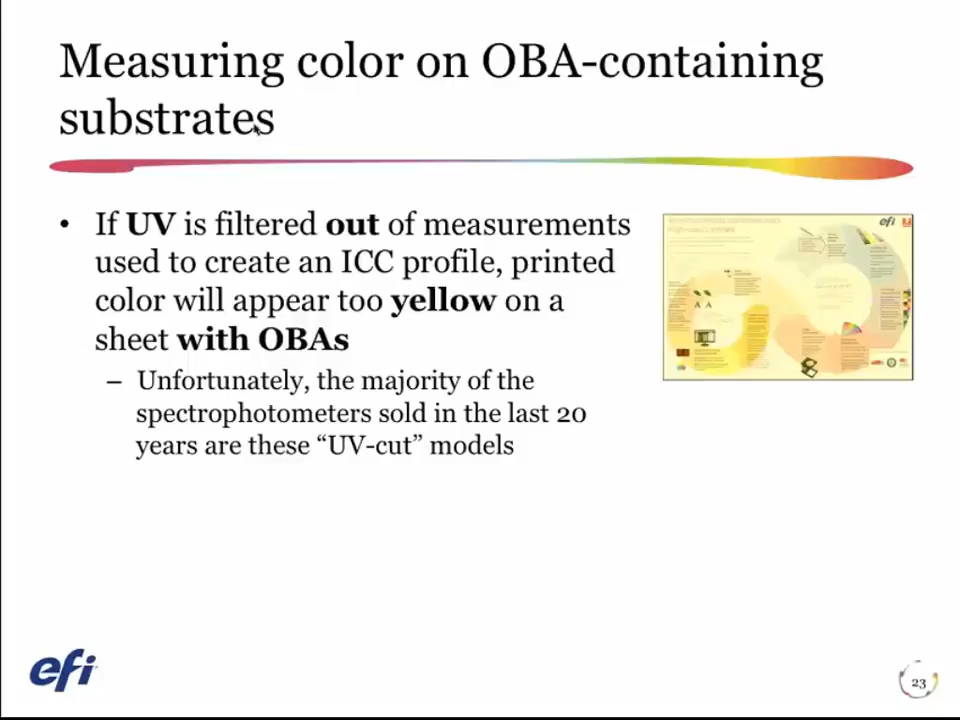 Measuring color on OBA-containing
substrates
• If UV is filtered out of measurements
used to create an ICC profile, printed
color will appear too yellow on a
sheet with OBAs
– Unfortunately, the majority of the
spectrophotometers sold in the last 20
years are these “UV-cut” models
efi
efi
23